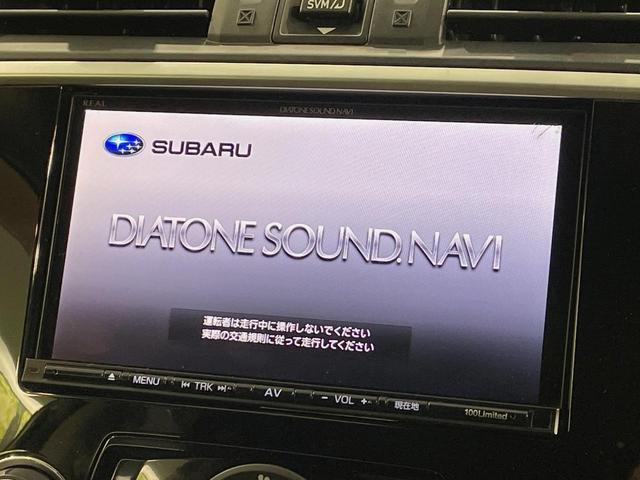 SVM/
REAL
DIATONE SOUND NAVI
SUBARU
DIATONE SOUND.NAVI
運転者は走行中に操作しないでください
実際の交通規則に従って走行してください
MENU TRK AV − VOL + 現在地 100Limited